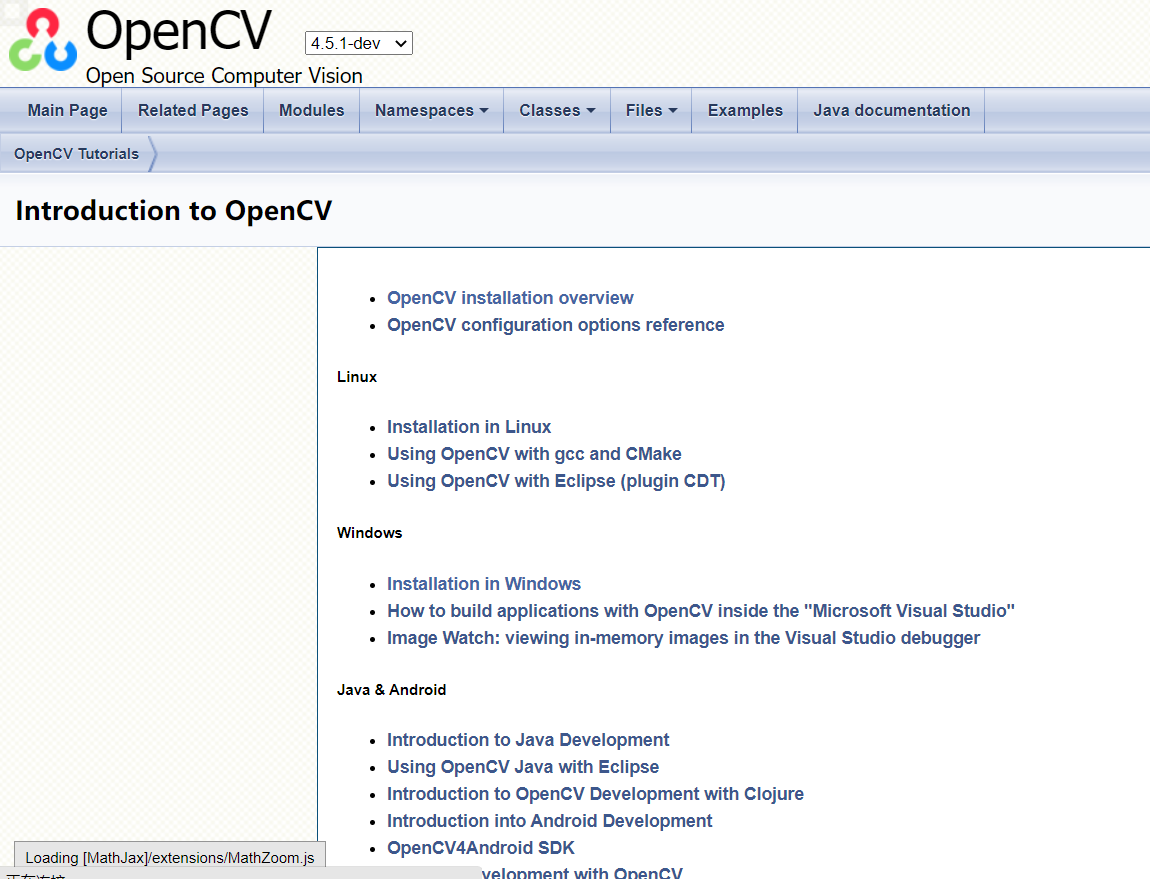 OpenCV
4.5.1-dev
Open Source Computer Vision
Main Page Related Pages Modules Namespaces Classes Files Examples Java documentation
OpenCV Tutorials
Introduction to OpenCV
OpenCV installation overview
OpenCV configuration options reference
Linux
Installation in Linux
Using OpenCV with gcc and CMake
Using OpenCV with Eclipse (plugin CDT)
Windows
Installation in Windows
How to build applications with OpenCV inside the "Microsoft Visual Studio"
Image Watch: viewing in-memory images in the Visual Studio debugger
Java & Android
Introduction to Java Development
Using OpenCV Java with Eclipse
Introduction to OpenCV Development with Clojure
Introduction into Android Development
OpenCV4Android SDK
Loading [MathJax]/extensions/MathZoom.js
velopment with OpenCV